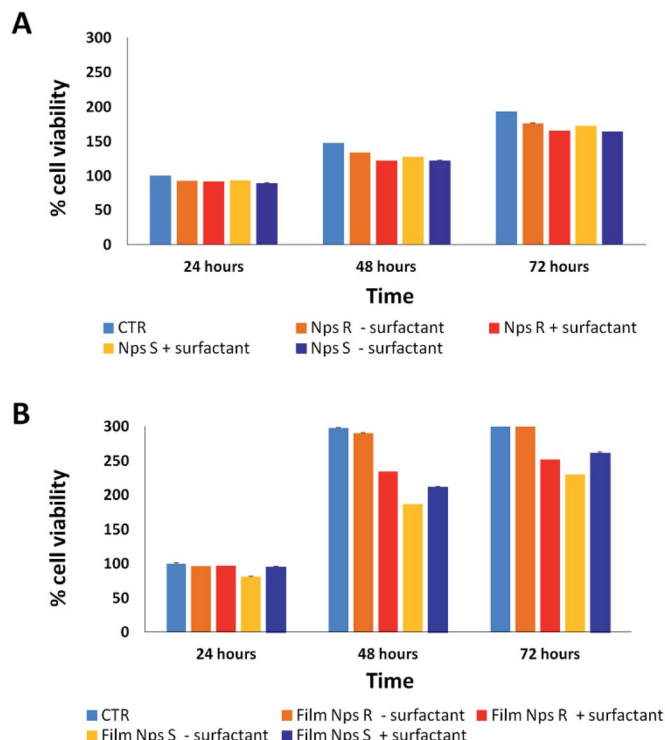 A
300
250
200
150
100
50
0
% cell viability
24 hours 48 hours 72 hours
Time
CTR Nps R - surfactant Nps R + surfactant
Nps S + surfactant Nps S - surfactant
B
300
250
200
150
100
50
0
% cell viability
24 hours 48 hours 72 hours
Time
CTR Film Nps R - surfactant Film Nps R + surfactant
Film Nps S - surfactant Film Nps S + surfactant